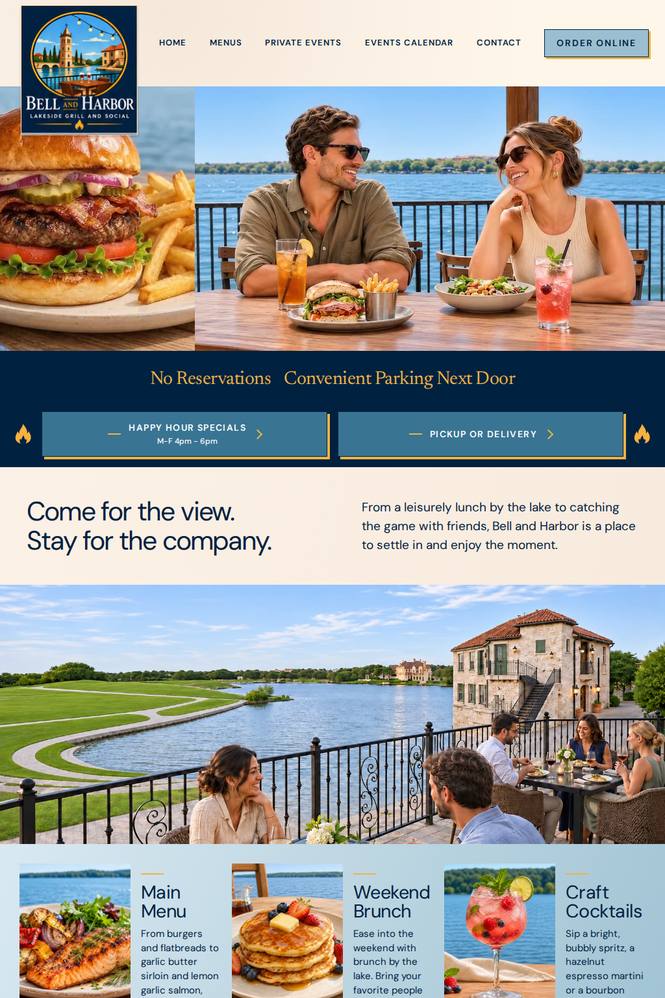 BELL AND HARBOR
LAKESIDE GRILL AND SOCIAL
HOME
MENUS
PRIVATE EVENTS
EVENTS CALENDAR
CONTACT
ORDER ONLINE
No Reservations Convenient Parking Next Door
HAPPY HOUR SPECIALS
M-F 4pm - 6pm
PICKUP OR DELIVERY
Come for the view.
Stay for the company.
From a leisurely lunch by the lake to catching
the game with friends, Bell and Harbor is a place
to settle in and enjoy the moment.
Main
Menu
From burgers
and flatbreads to
garlic butter
sirloin and lemon
garlic salmon,
Weekend
Brunch
Ease into the
weekend with
brunch by the
lake. Bring your
favorite people
Craft
Cocktails
Sip a bright,
bubbly spritz, a
hazelnut
espresso martini
or a bourbon